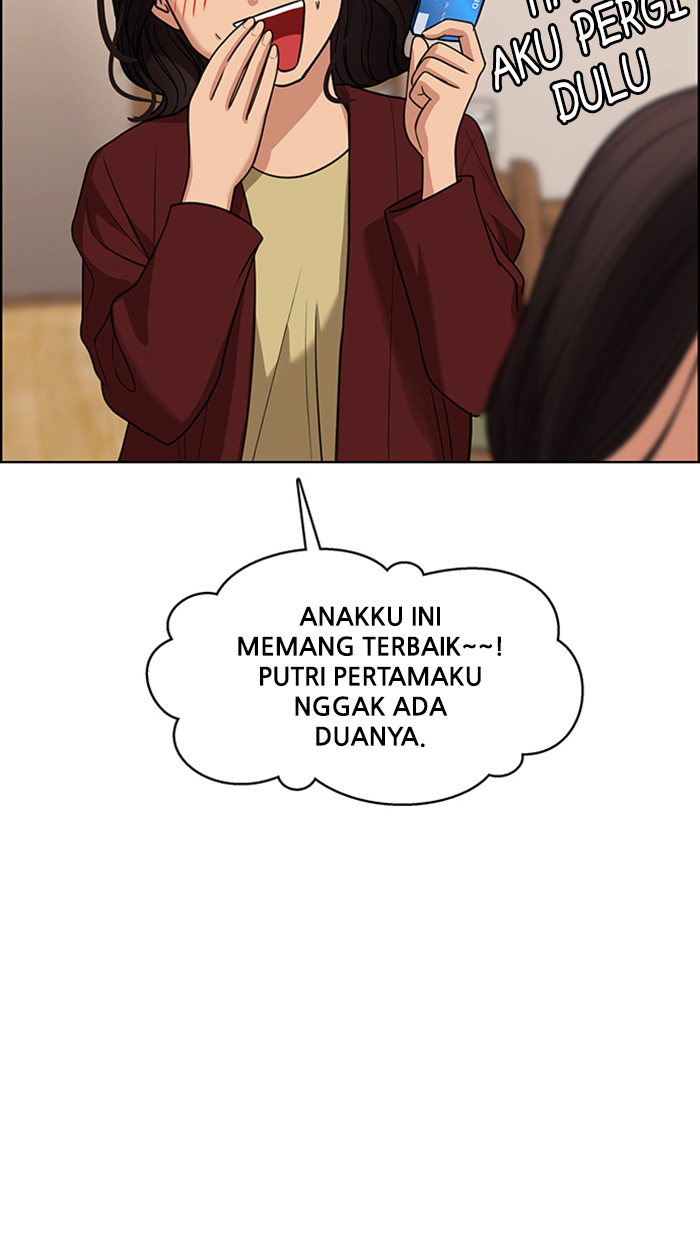 AKU PERGI
DULU
ANAKKU INI
MEMANG TERBAIK~~!
PUTRI PERTAMAKU
NGGAK ADA
DUANYA.